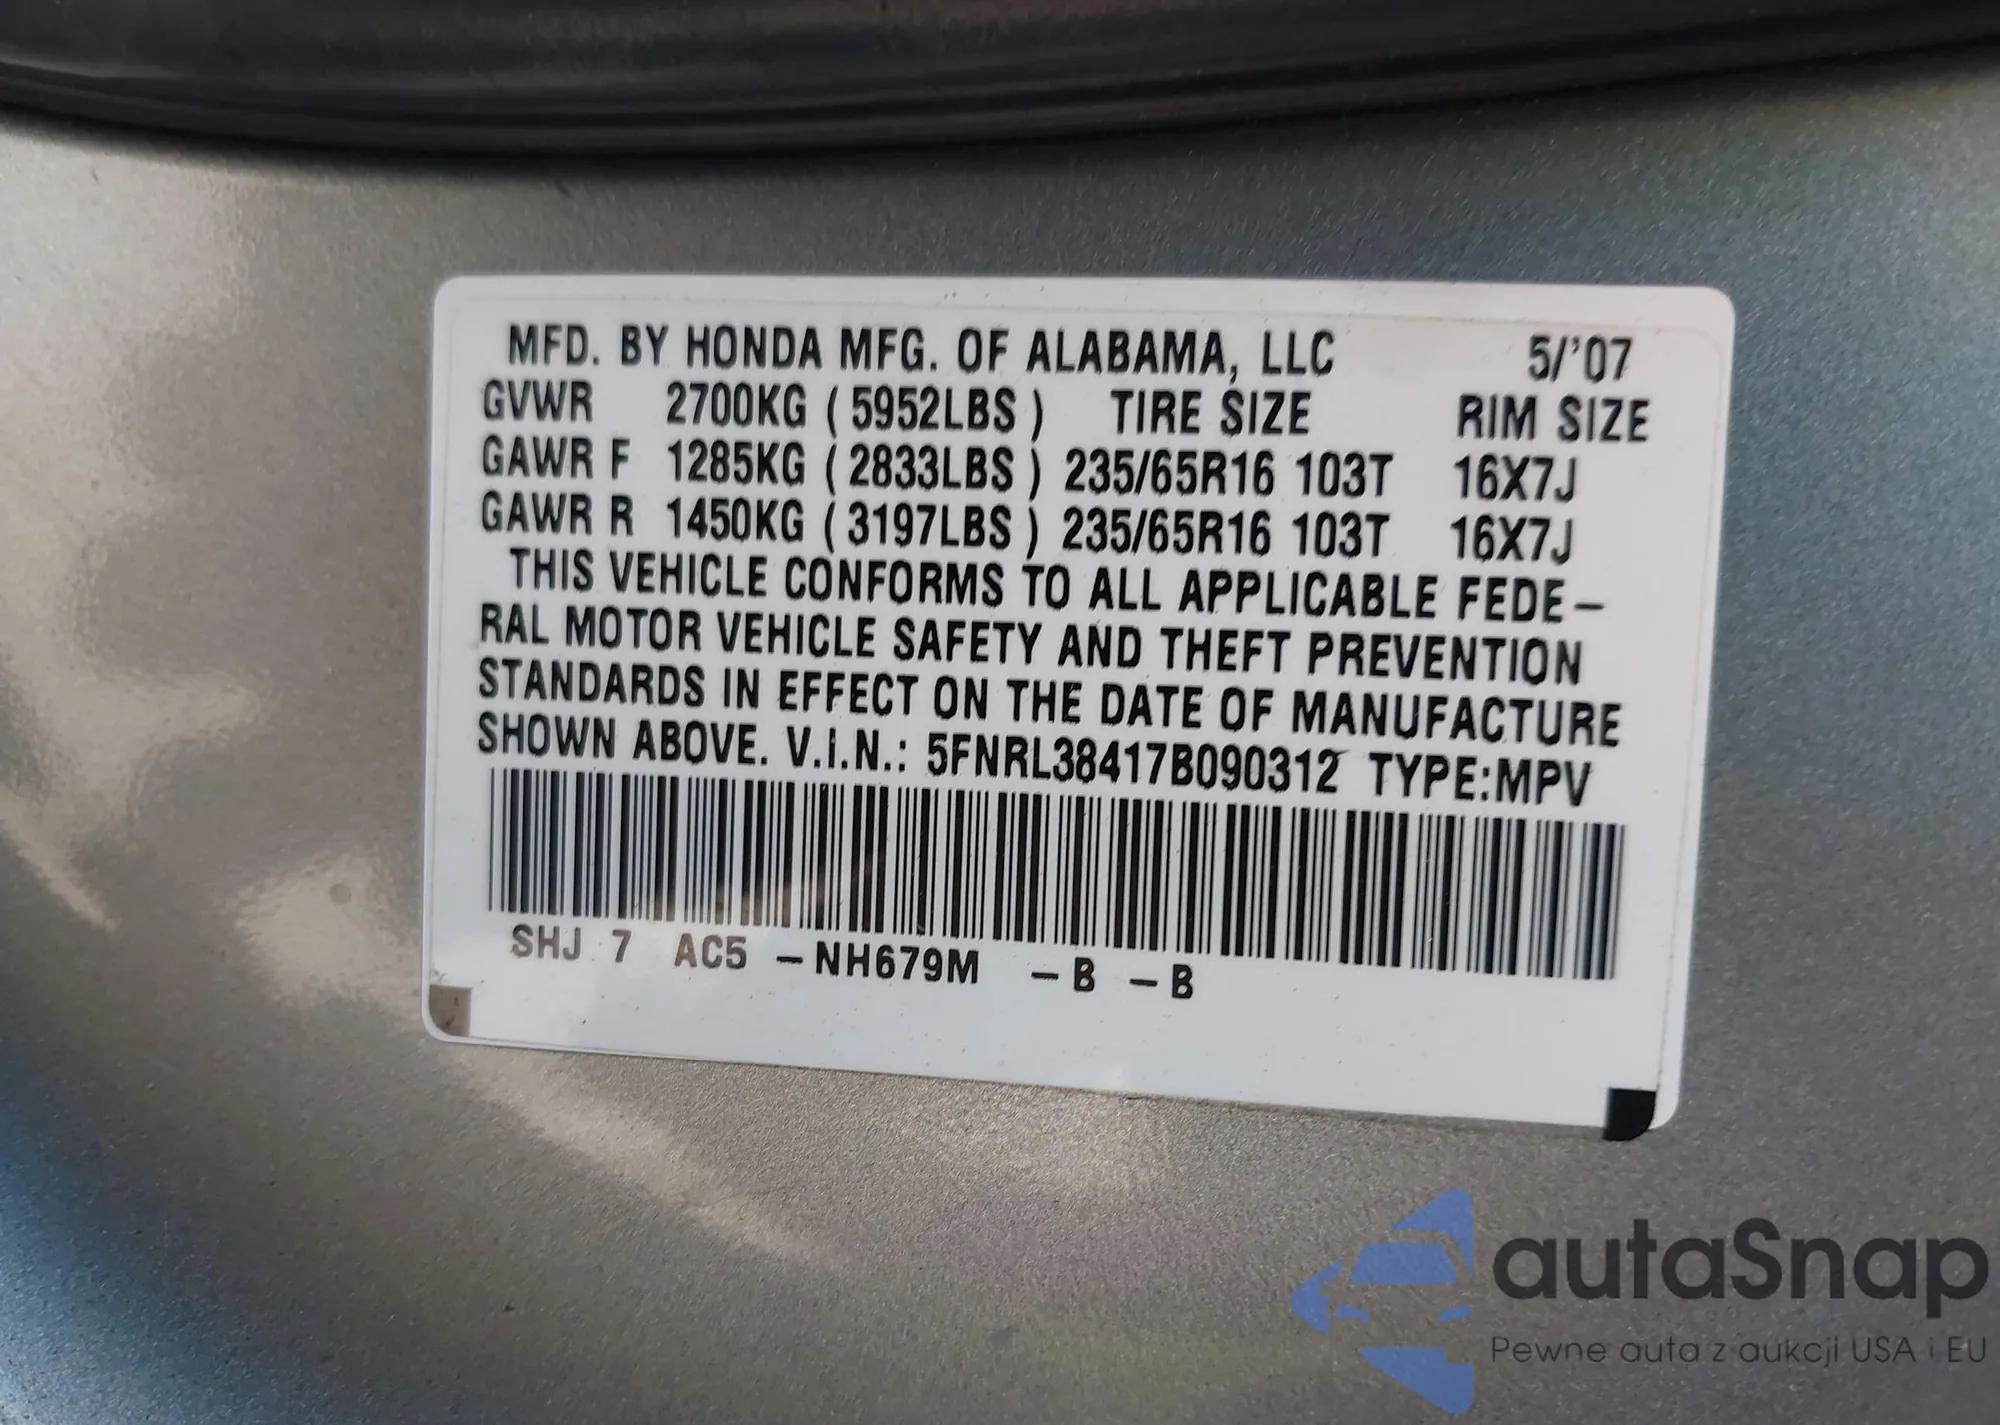 MFD. BY HONDA MFG. OF ALABAMA, LLC 5/'07
GVWR 2700KG ( 5952LBS ) TIRE SIZE RIM SIZE
GAWR F 1285KG ( 2833LBS ) 235/65R16 103T 16X7J
GAWR R 1450KG ( 3197LBS ) 235/65R16 103T 16X7J
THIS VEHICLE CONFORMS TO ALL APPLICABLE FEDE-
RAL MOTOR VEHICLE SAFETY AND THEFT PREVENTION
STANDARDS IN EFFECT ON THE DATE OF MANUFACTURE
SHOWN ABOVE. V.I.N.: 5FNRL38417B090312 TYPE:MPV
SHJ 7 AC5 -NH679M -B -B
autaSnap
Pewne auta z aukcji USA i EU